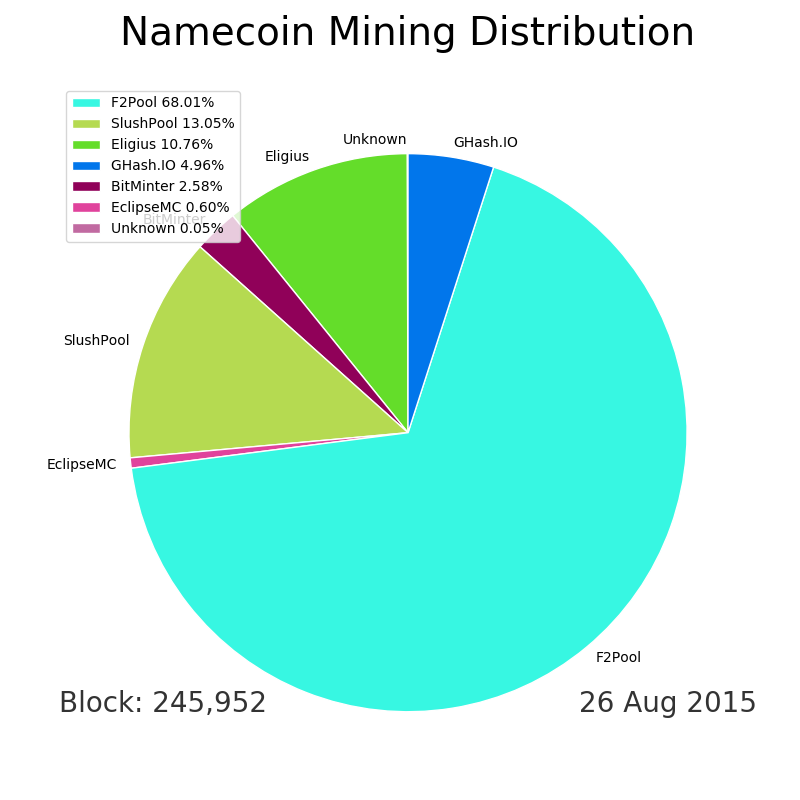 Namecoin Mining Distribution
F2Pool 68.01%
SlushPool 13.05%
Eligius 10.76%
GHash.IO 4.96%
BitMinter 2.58%
EclipseMC 0.60%
Unknown 0.05%
Unknown
GHash.IO
Eligius
BitMinter
SlushPool
EclipseMC
F2Pool
Block: 245,952
26 Aug 2015